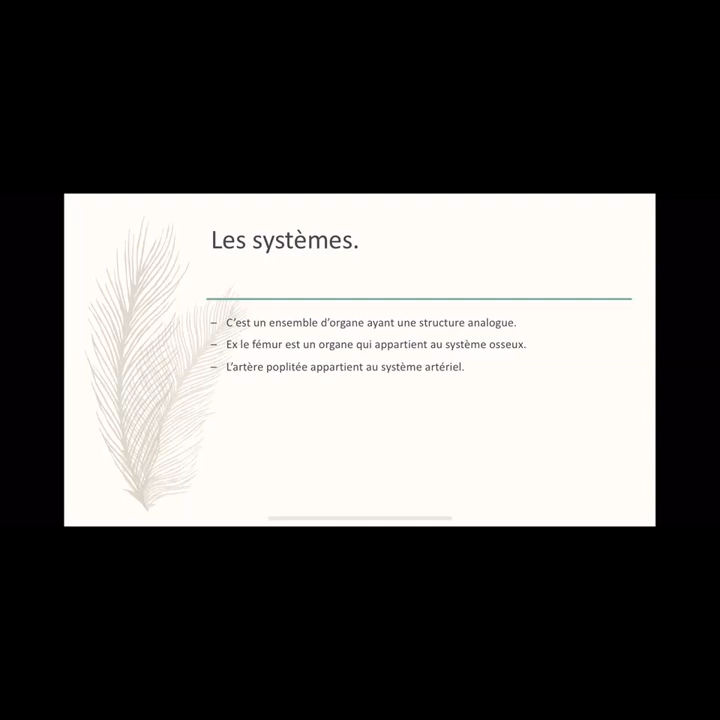 Les systèmes.
– C’est un ensemble d’organe ayant une structure analogue.
– Ex le fémur est un organe qui appartient au système osseux.
– L’artère poplitée appartient au système artériel.